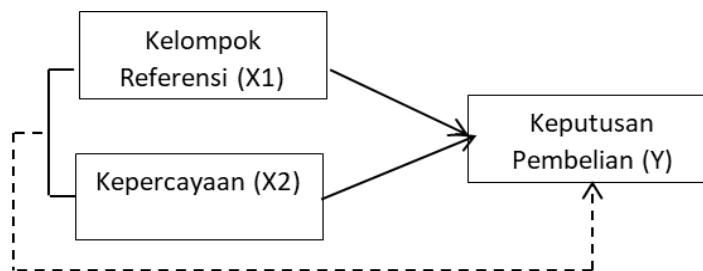 Kelompok
Referensi (X1)
Keputusan
Pembelian (Y)
Kepercayaan (X2)